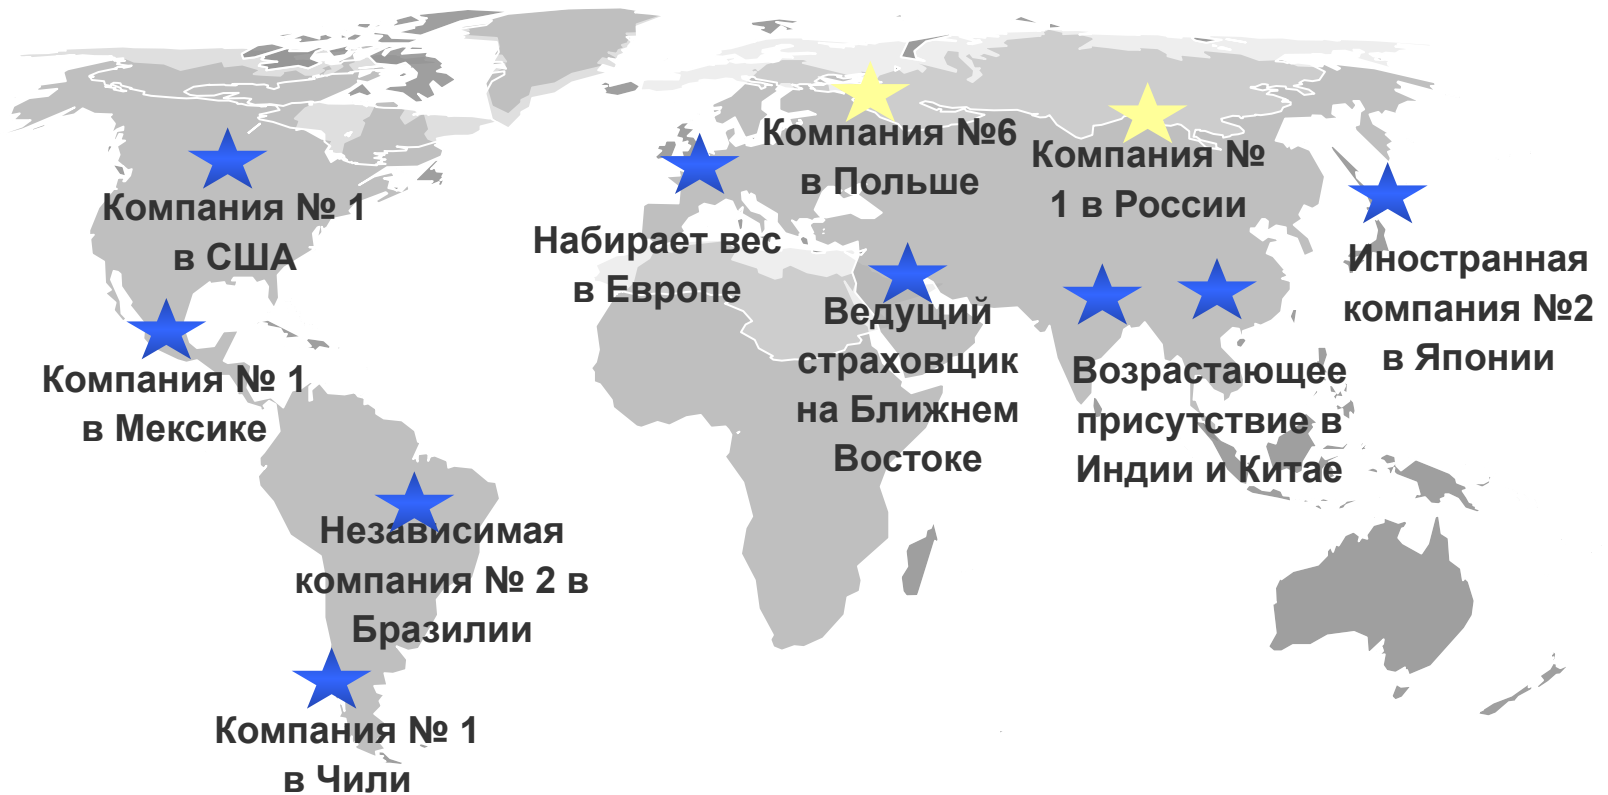 Компания № 1
в США
Компания № 1
в Мексике
Независимая
компания № 2 в
Бразилии
Компания № 1
в Чили
Набирает вес
в Европе
Компания №6
в Польше
Компания №
1 в России
Ведущий
страховщик
на Ближнем
Востоке
Возрастающее
присутствие в
Индии и Китае
Иностранная
компания №2
в Японии